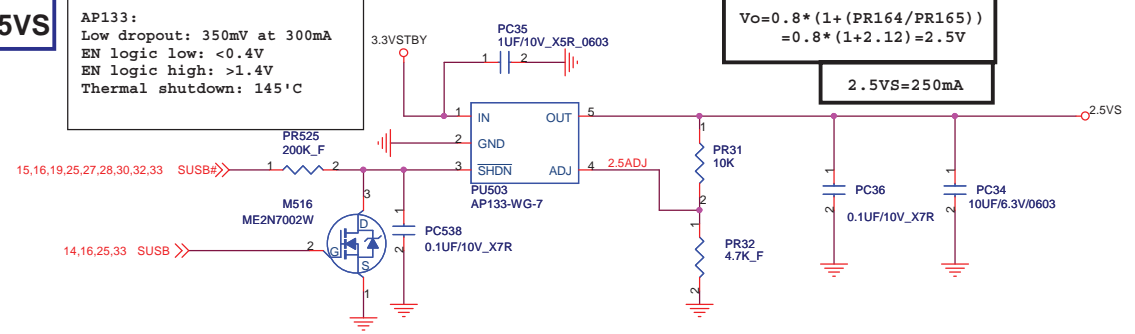 5VS
AP133:
Low dropout: 350mV at 300mA
EN logic low: <0.4V
EN logic high: >1.4V
Thermal shutdown: 145'C
Vo=0.8*(1+(PR164/PR165))
=0.8*(1+2.12)=2.5V
2.5VS=250mA
3.3VSTBY
PC35
1UF/10V_X5R_0603
1
2
1
IN
2
GND
3
SHDN
OUT
5
ADJ
4
2.5ADJ
PU503
AP133-WG-7
2.5VS
15,16,19,25,27,28,30,32,33 SUSB#
PR525
200K_F
1
2
M516
ME2N7002W
14,16,25,33 SUSB
2
G
D
S
3
1
PC538
0.1UF/10V_X7R
1
2
PR31
10K
1
2
PR32
4.7K_F
1
2
PC36
0.1UF/10V_X7R
1
2
PC34
10UF/6.3V/0603
1
2